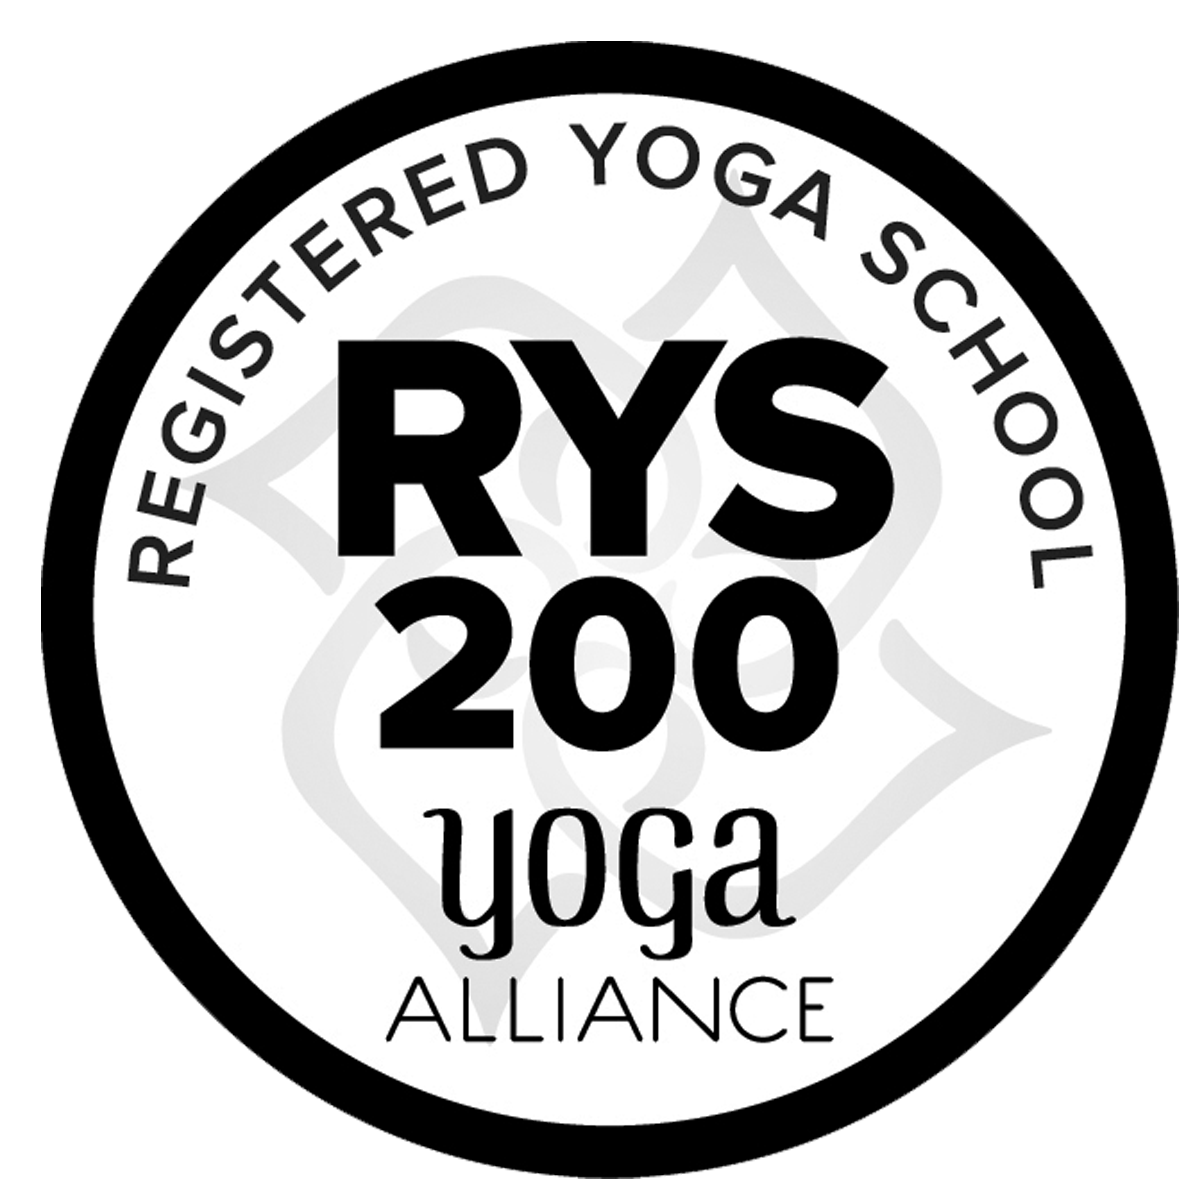 REGISTERED YOGA SCHOOL
RYS
200
yoga
ALLIANCE